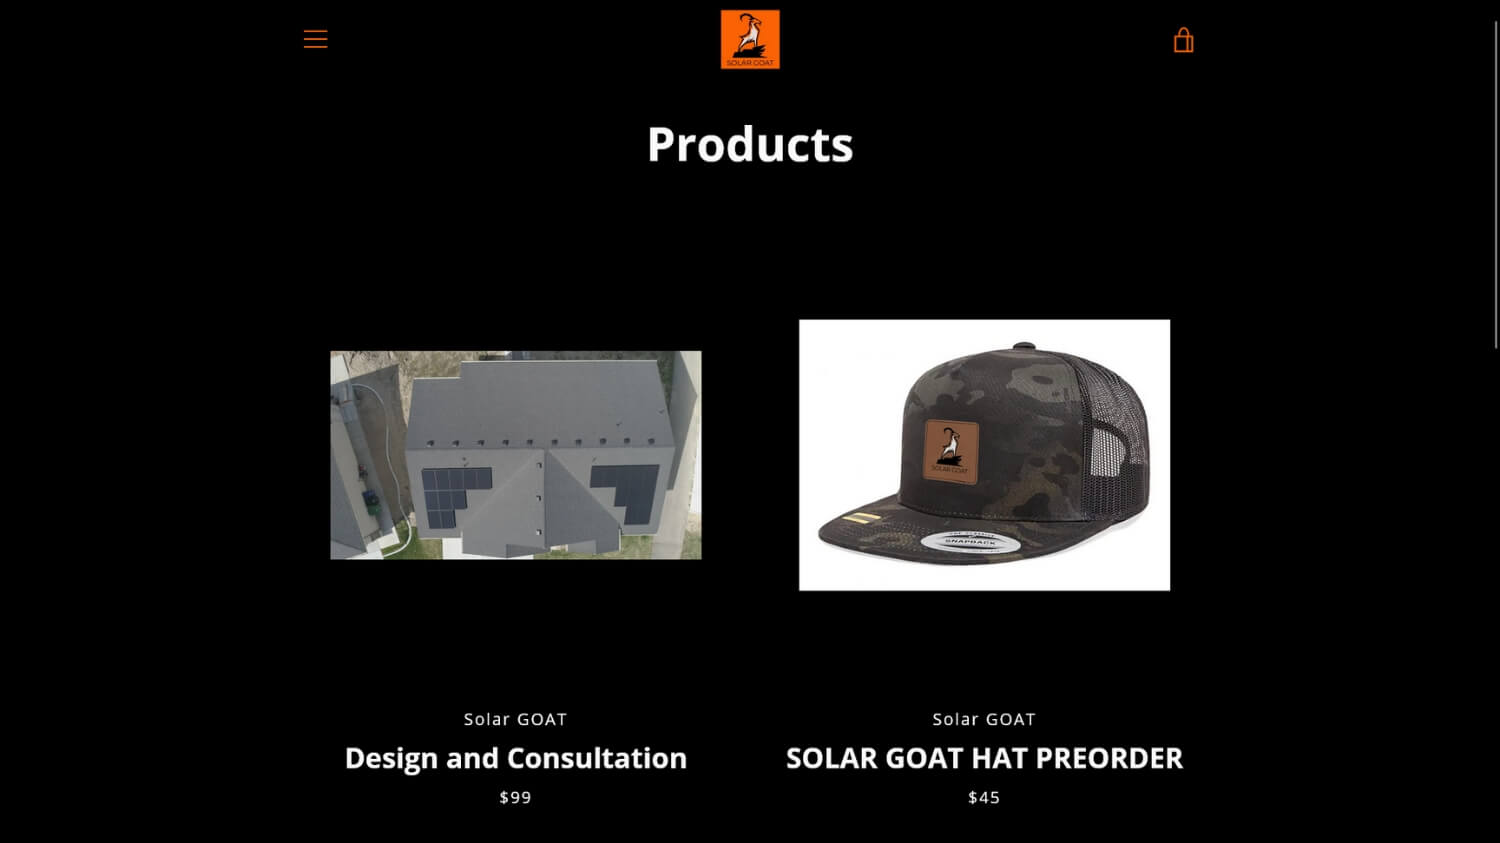 SOLAR GOAT
Products
SOLAR GOAT
SNAPBACK
Solar GOAT
Design and Consultation
$99
Solar GOAT
SOLAR GOAT HAT PREORDER
$45